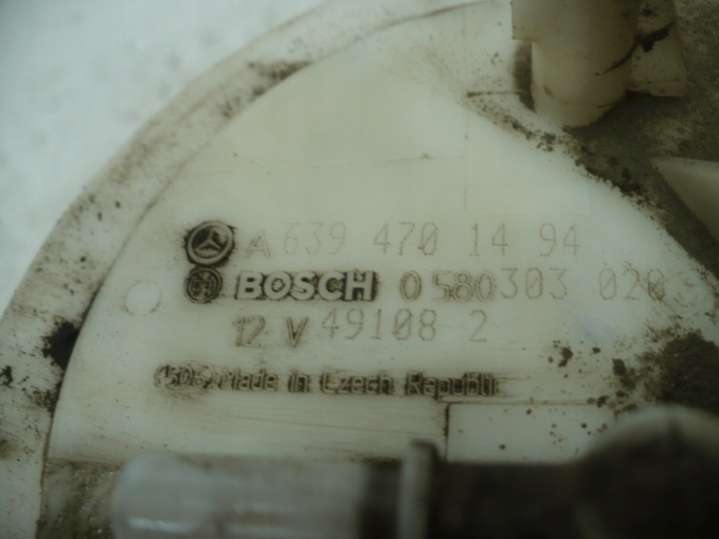 A 639 470 14 94
BOSCH 0 580 303 020
12 V 49108 2
Made in Czech Republic